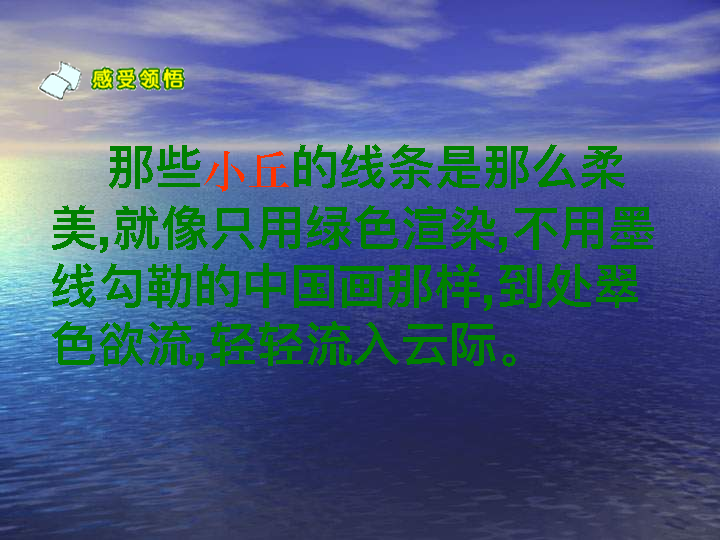 感受领悟
那些小丘的线条是那么柔
美,就像只用绿色渲染,不用墨
线勾勒的中国画那样,到处翠
色欲流,轻轻流入云际。